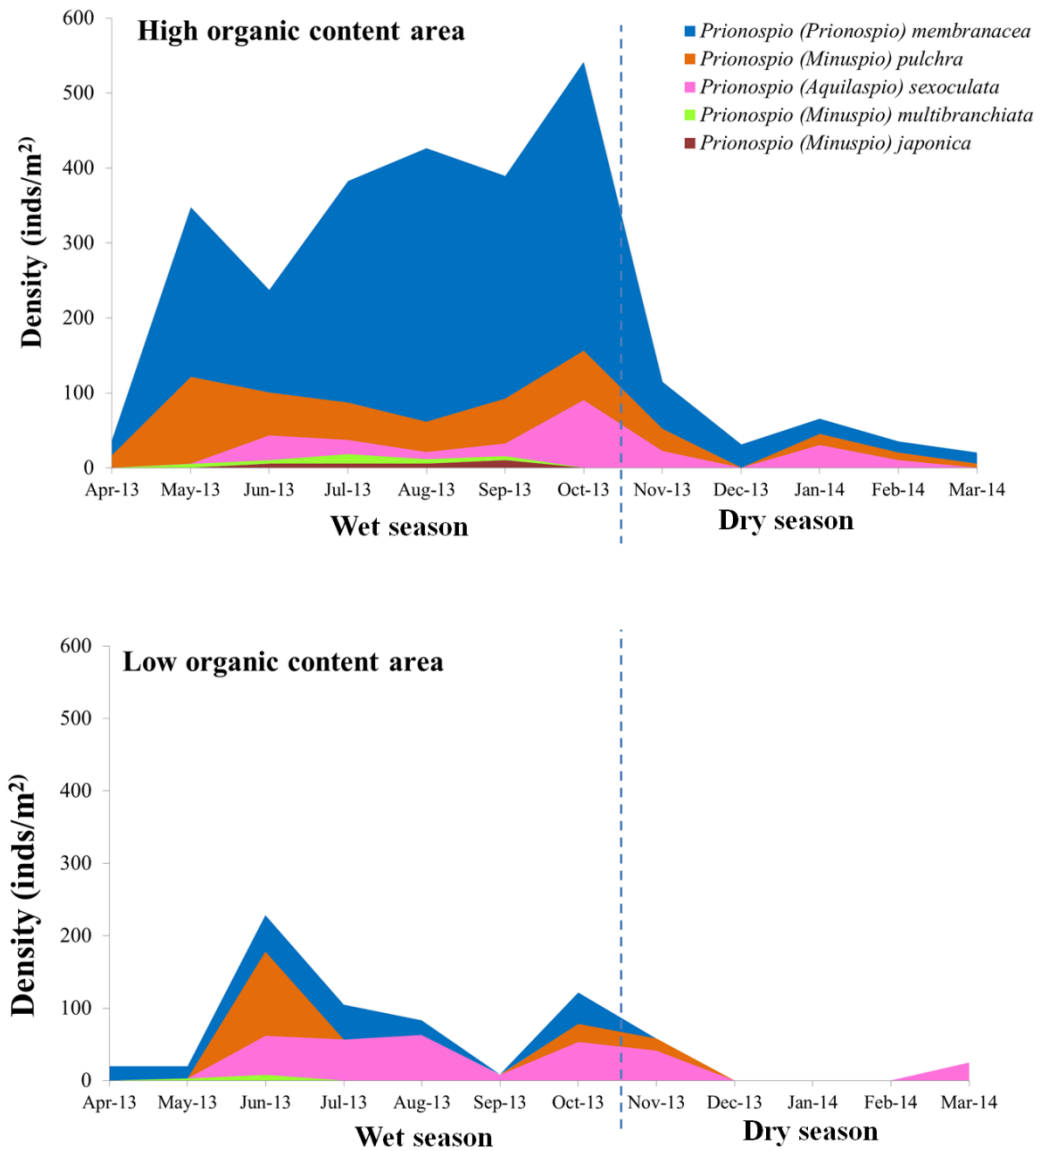 High organic content area
Prionospio (Prionospio) membranacea
Prionospio (Minuspio) pulchra
Prionospio (Aquilaspio) sexoculata
Prionospio (Minuspio) multibranchiata
Prionospio (Minuspio) japonica
Density (inds/m²)
600
500
400
300
200
100
0
Apr-13 May-13 Jun-13 Jul-13 Aug-13 Sep-13 Oct-13 Nov-13 Dec-13 Jan-14 Feb-14 Mar-14
Wet season Dry season
Low organic content area
Density (inds/m²)
600
500
400
300
200
100
0
Apr-13 May-13 Jun-13 Jul-13 Aug-13 Sep-13 Oct-13 Nov-13 Dec-13 Jan-14 Feb-14 Mar-14
Wet season Dry season